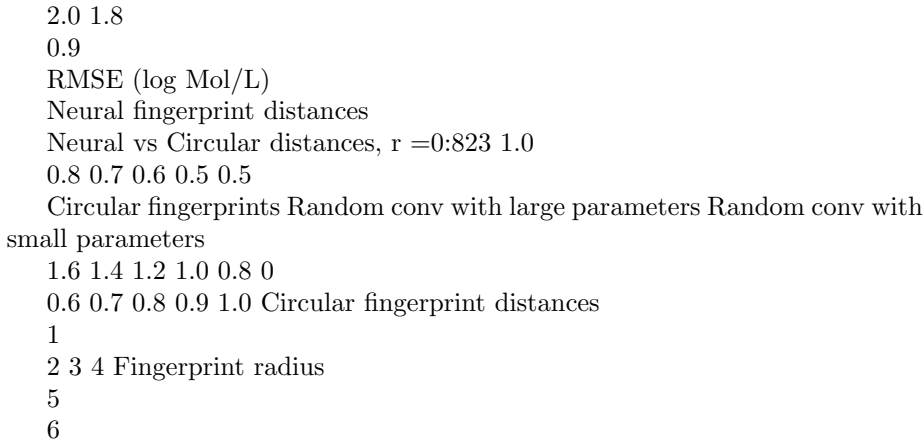 2.0 1.8
0.9
RMSE (log Mol/L)
Neural fingerprint distances
Neural vs Circular distances, r =0:823 1.0
0.8 0.7 0.6 0.5 0.5
Circular fingerprints Random conv with large parameters Random conv with
small parameters
1.6 1.4 1.2 1.0 0.8 0
0.6 0.7 0.8 0.9 1.0 Circular fingerprint distances
1
2 3 4 Fingerprint radius
5
6